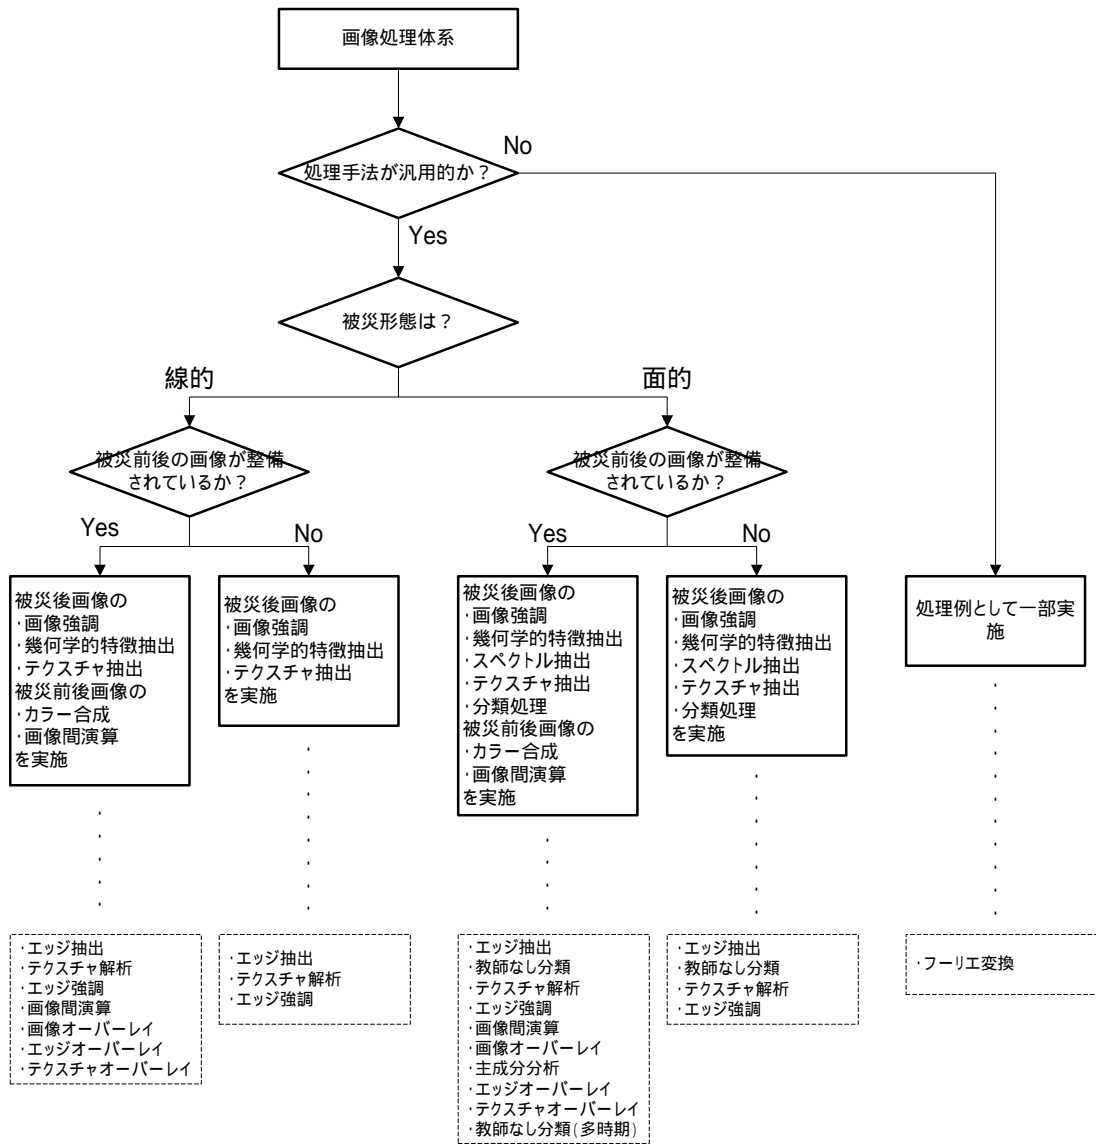 画像処理体系
処理手法が汎用的か？
No
Yes
被災形態は？
線的
面的
被災前後の画像が整備
されているか？
被災前後の画像が整備
されているか？
Yes
No
Yes
No
被災後画像の
・画像強調
・幾何学的特徴抽出
・テクスチャ抽出
被災前後画像の
・カラー合成
・画像間演算
を実施
被災後画像の
・画像強調
・幾何学的特徴抽出
・テクスチャ抽出
を実施
被災後画像の
・画像強調
・幾何学的特徴抽出
・スペクトル抽出
・テクスチャ抽出
・分類処理
被災前後画像の
・カラー合成
・画像間演算
を実施
被災後画像の
・画像強調
・幾何学的特徴抽出
・スペクトル抽出
・テクスチャ抽出
・分類処理
を実施
処理例として一部実
施
・エッジ抽出
・テクスチャ解析
・エッジ強調
・画像間演算
・画像オーバーレイ
・エッジオーバーレイ
・テクスチャオーバーレイ
・エッジ抽出
・テクスチャ解析
・エッジ強調
・エッジ抽出
・教師なし分類
・テクスチャ解析
・エッジ強調
・画像間演算
・画像オーバーレイ
・主成分分析
・エッジオーバーレイ
・テクスチャオーバーレイ
・教師なし分類(多時期)
・エッジ抽出
・教師なし分類
・テクスチャ解析
・エッジ強調
・フーリエ変換